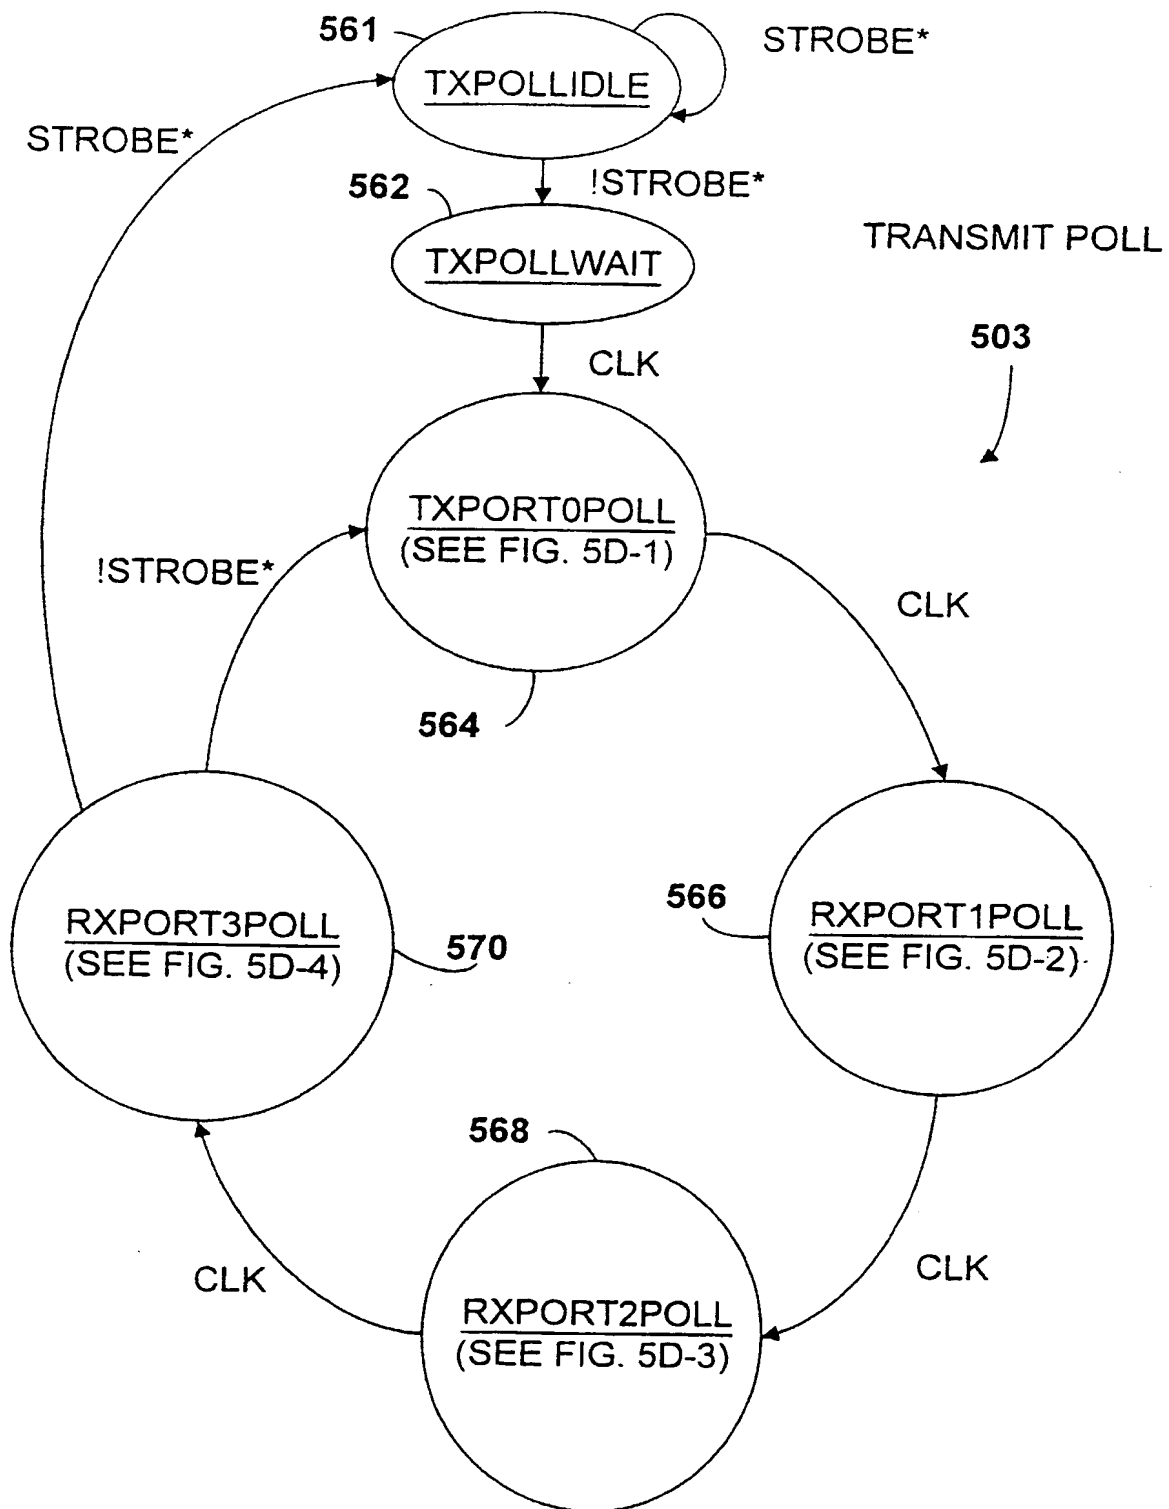 561
STROBE*
TXPOLLIDLE
STROBE*
562
!STROBE*
TXPOLLWAIT
TRANSMIT POLL
503
CLK
TXPORT0POLL
(SEE FIG. 5D-1)
!STROBE*
CLK
564
RXPORT3POLL
(SEE FIG. 5D-4)
570
566
RXPORT1POLL
(SEE FIG. 5D-2)
568
CLK
CLK
RXPORT2POLL
(SEE FIG. 5D-3)